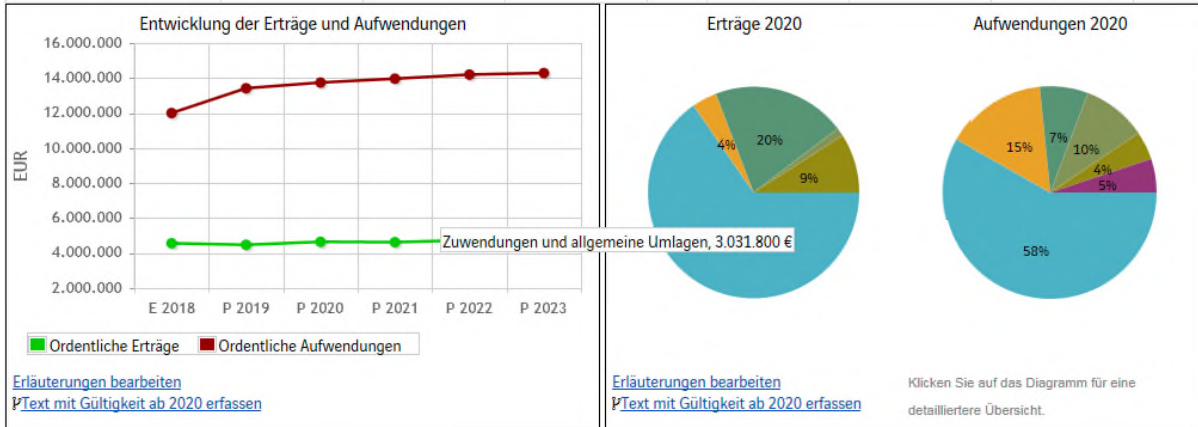 Entwicklung der Erträge und Aufwendungen
16.000.000
14.000.000
12.000.000
10.000.000
8.000.000
6.000.000
4.000.000
2.000.000
EUR
E 2018 P 2019 P 2020 P 2021 P 2022 P 2023
Ordentliche Erträge Ordentliche Aufwendungen
Erläuterungen bearbeiten
Text mit Gültigkeit ab 2020 erfassen
Erträge 2020
4%
20%
9%
Zuwendungen und allgemeine Umlagen, 3.031.800 €
Aufwendungen 2020
15%
7%
10%
4%
5%
58%
Erläuterungen bearbeiten
Text mit Gültigkeit ab 2020 erfassen
Klicken Sie auf das Diagramm für eine
detailliertere Übersicht.